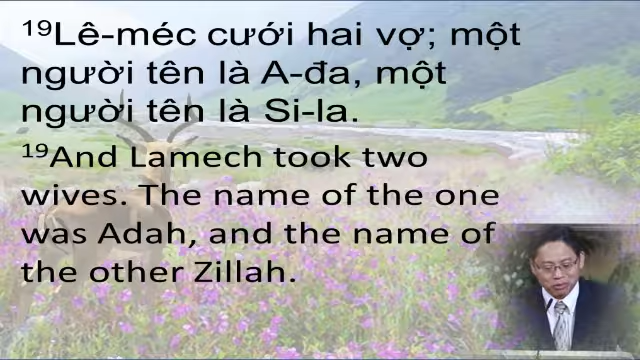 19Lê-méc cưới hai vợ; một
người tên là A-đa, một
người tên là Si-la.
19And Lamech took two
wives. The name of the one
was Adah, and the name of
the other Zillah.